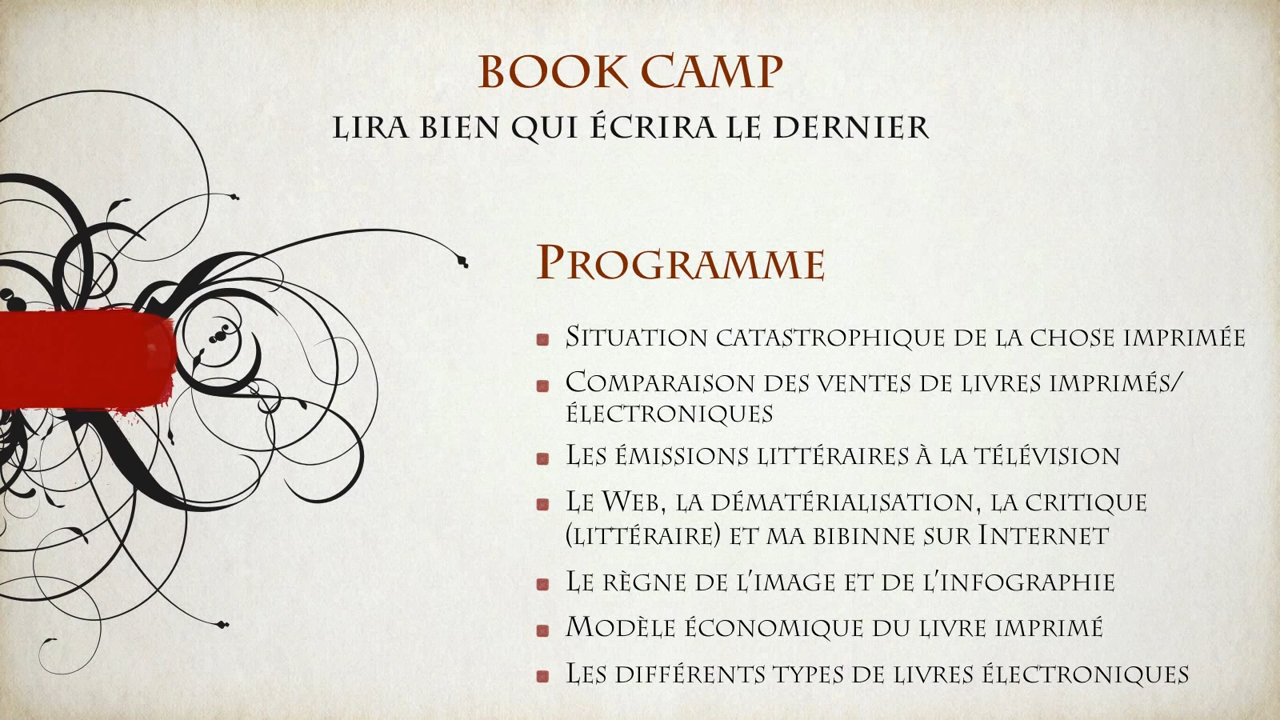 BOOK CAMP
LIRA BIEN QUI ÉCRIRA LE DERNIER
PROGRAMME
SITUATION CATASTROPHIQUE DE LA CHOSE IMPRIMÉE
COMPARAISON DES VENTES DE LIVRES IMPRIMÉS/
ÉLECTRONIQUES
LES ÉMISSIONS LITTÉRAIRES À LA TÉLÉVISION
LE WEB, LA DÉMATÉRIALISATION, LA CRITIQUE
(LITTÉRAIRE) ET MA BIBINNE SUR INTERNET
LE RÈGNE DE L'IMAGE ET DE L'INFOGRAPHIE
MODÈLE ÉCONOMIQUE DU LIVRE IMPRIMÉ
LES DIFFÉRENTS TYPES DE LIVRES ÉLECTRONIQUES